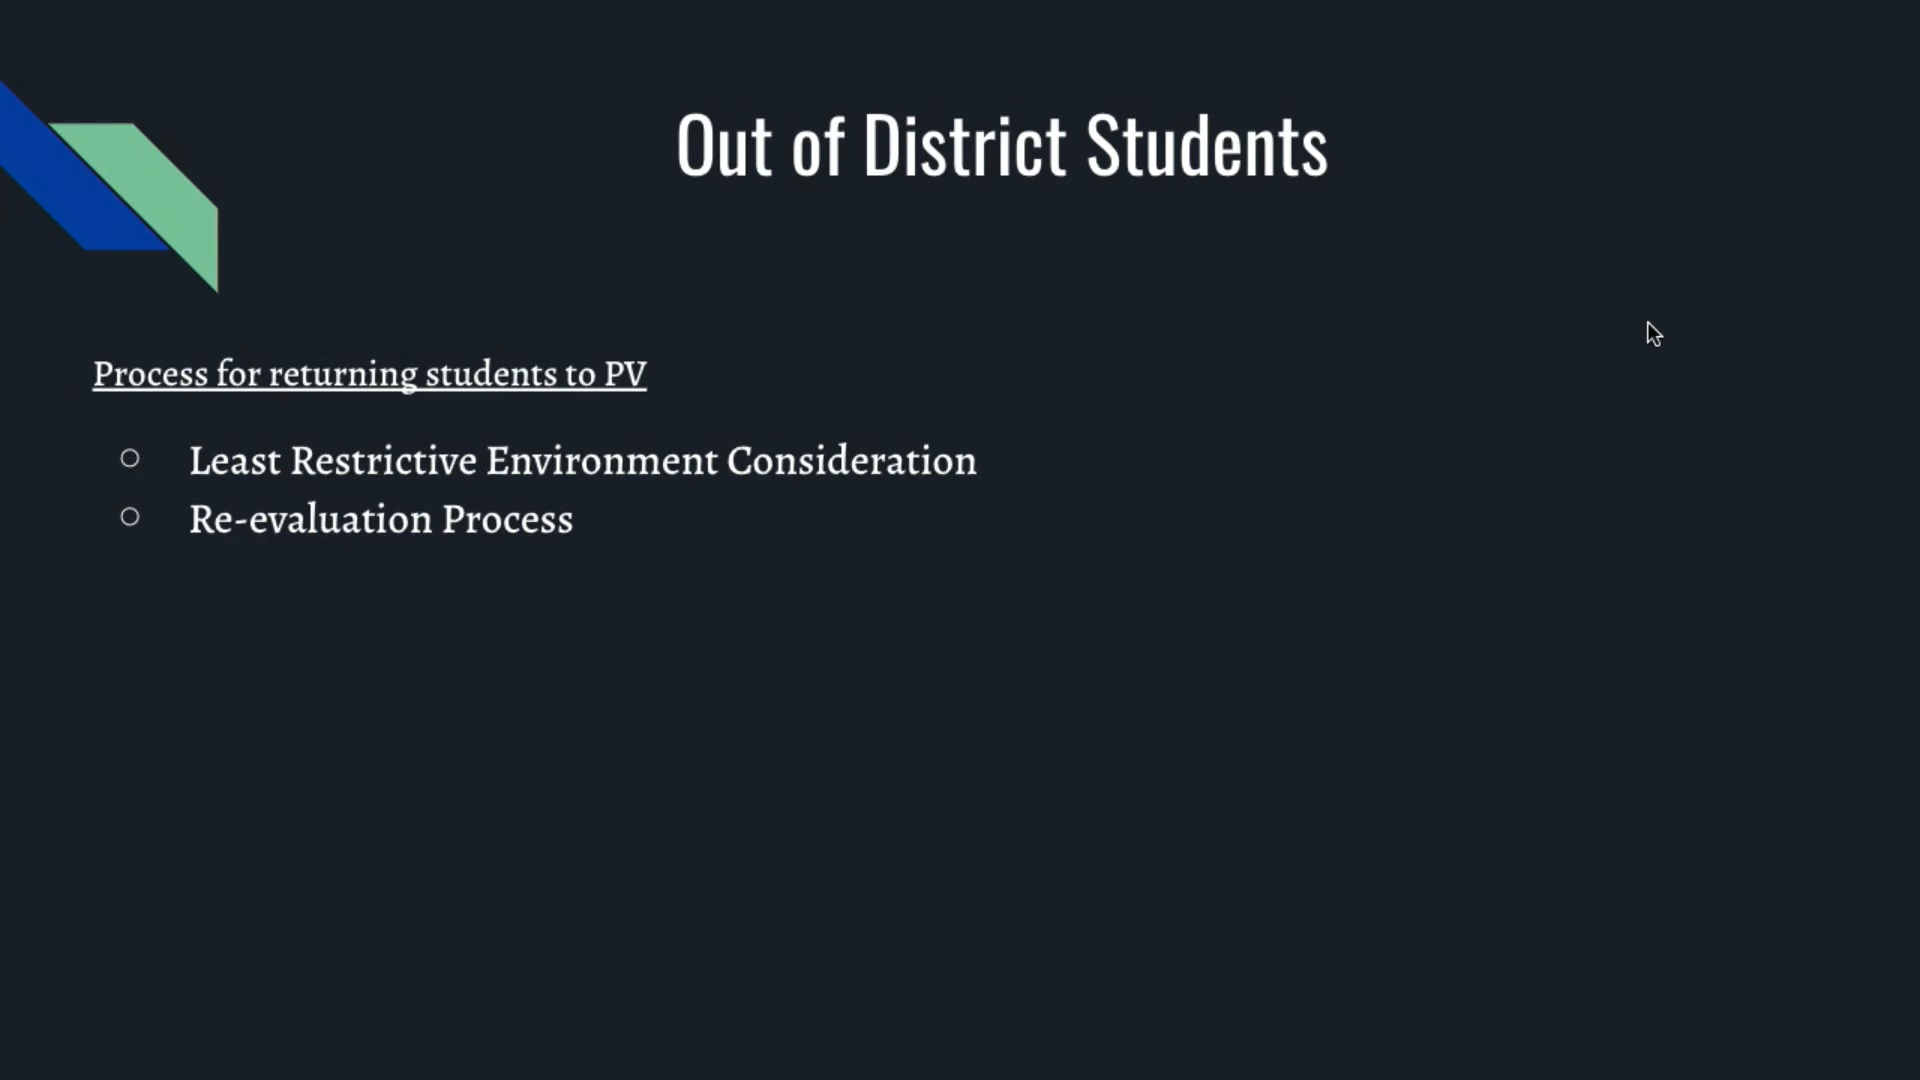 Out of District Students
Process for returning students to PV
Least Restrictive Environment Consideration
Re-evaluation Process